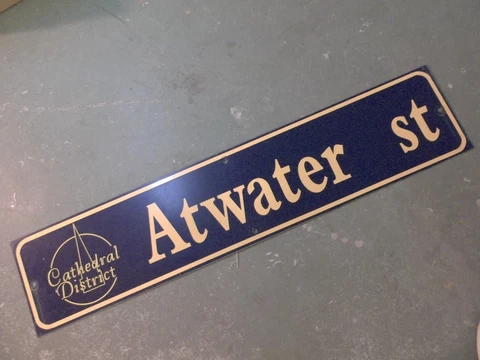 Cathedral
District
Atwater st